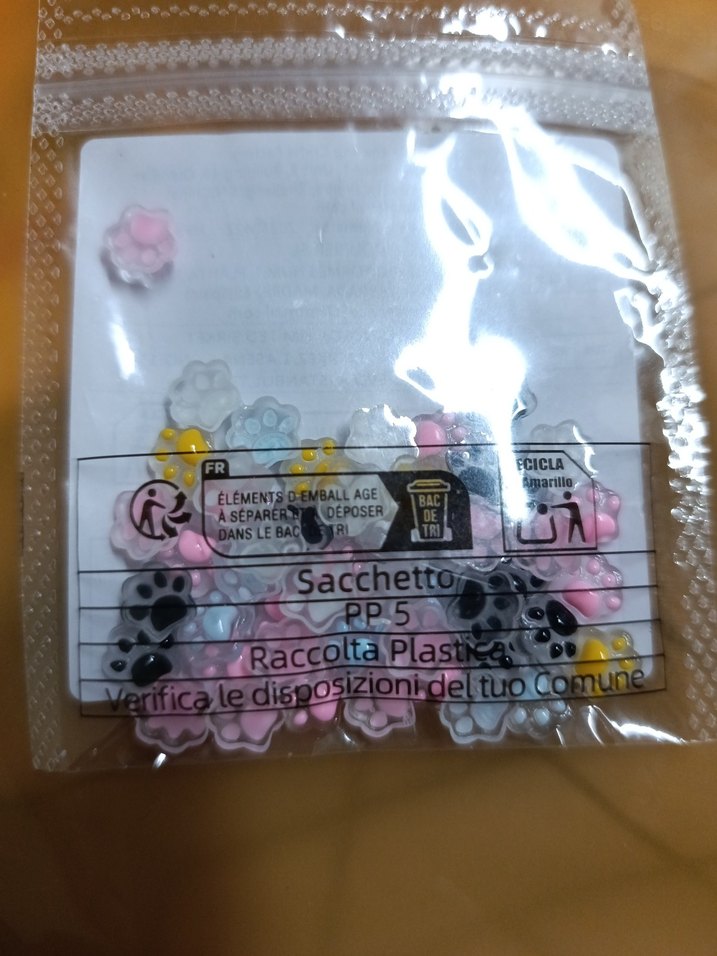 FR
ÉLÉMENTS D'EMBALLAGE
À SÉPARER ET À DÉPOSER
DANS LE BAC DE TRI
BAC
DE
TRI
ECICLA
Amarillo
Sacchetto
PP 5
Raccolta Plastica
Verifica le disposizioni del tuo Comune